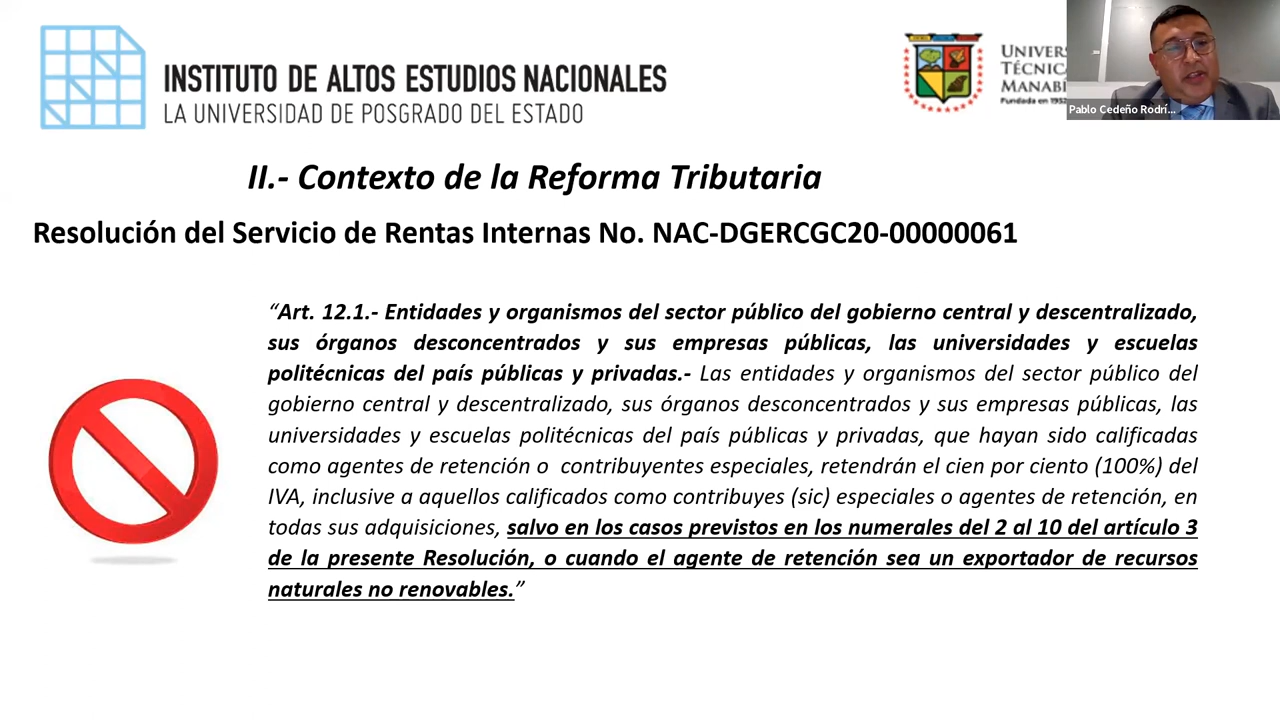 INSTITUTO DE ALTOS ESTUDIOS NACIONALES
LA UNIVERSIDAD DE POSGRADO DEL ESTADO
Fundada en 195
Pablo Cedeño Rodrí...
II.- Contexto de la Reforma Tributaria
Resolución del Servicio de Rentas Internas No. NAC-DGERCGC20-00000061
“Art. 12.1.- Entidades y organismos del sector público del gobierno central y descentralizado,
sus órganos desconcentrados y sus empresas públicas, las universidades y escuelas
politécnicas del país públicas y privadas.- Las entidades y organismos del sector público del
gobierno central y descentralizado, sus órganos desconcentrados y sus empresas públicas, las
universidades y escuelas politécnicas del país públicas y privadas, que hayan sido calificadas
como agentes de retención o contribuyentes especiales, retendrán el cien por ciento (100%) del
IVA, inclusive a aquellos calificados como contribuyes (sic) especiales o agentes de retención, en
todas sus adquisiciones, salvo en los casos previstos en los numerales del 2 al 10 del artículo 3
de la presente Resolución, o cuando el agente de retención sea un exportador de recursos
naturales no renovables.”